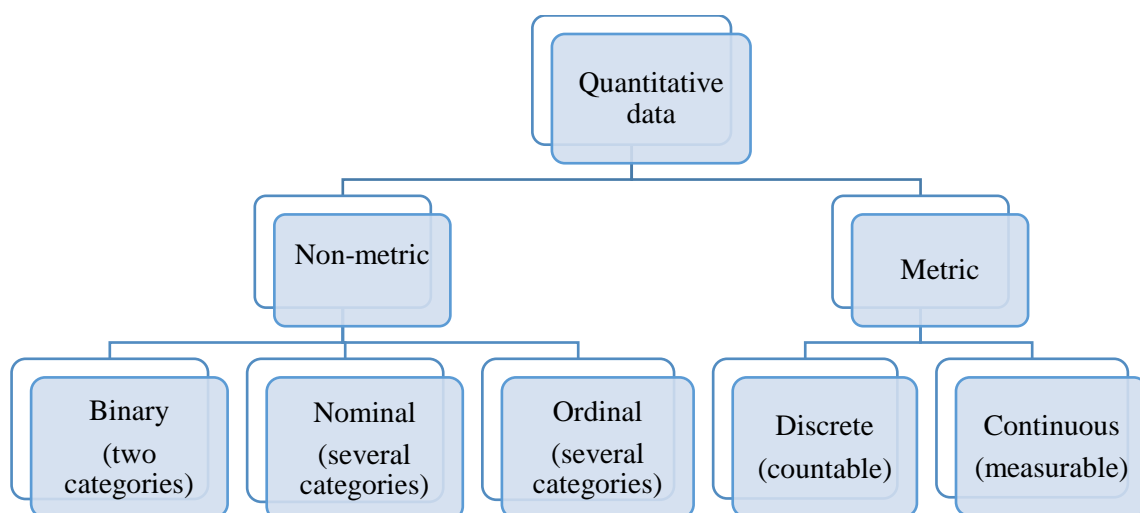 Quantitative
data
Non-metric
Metric
Binary
(two
categories)
Nominal
(several
categories)
Ordinal
(several
categories)
Discrete
(countable)
Continuous
(measurable)